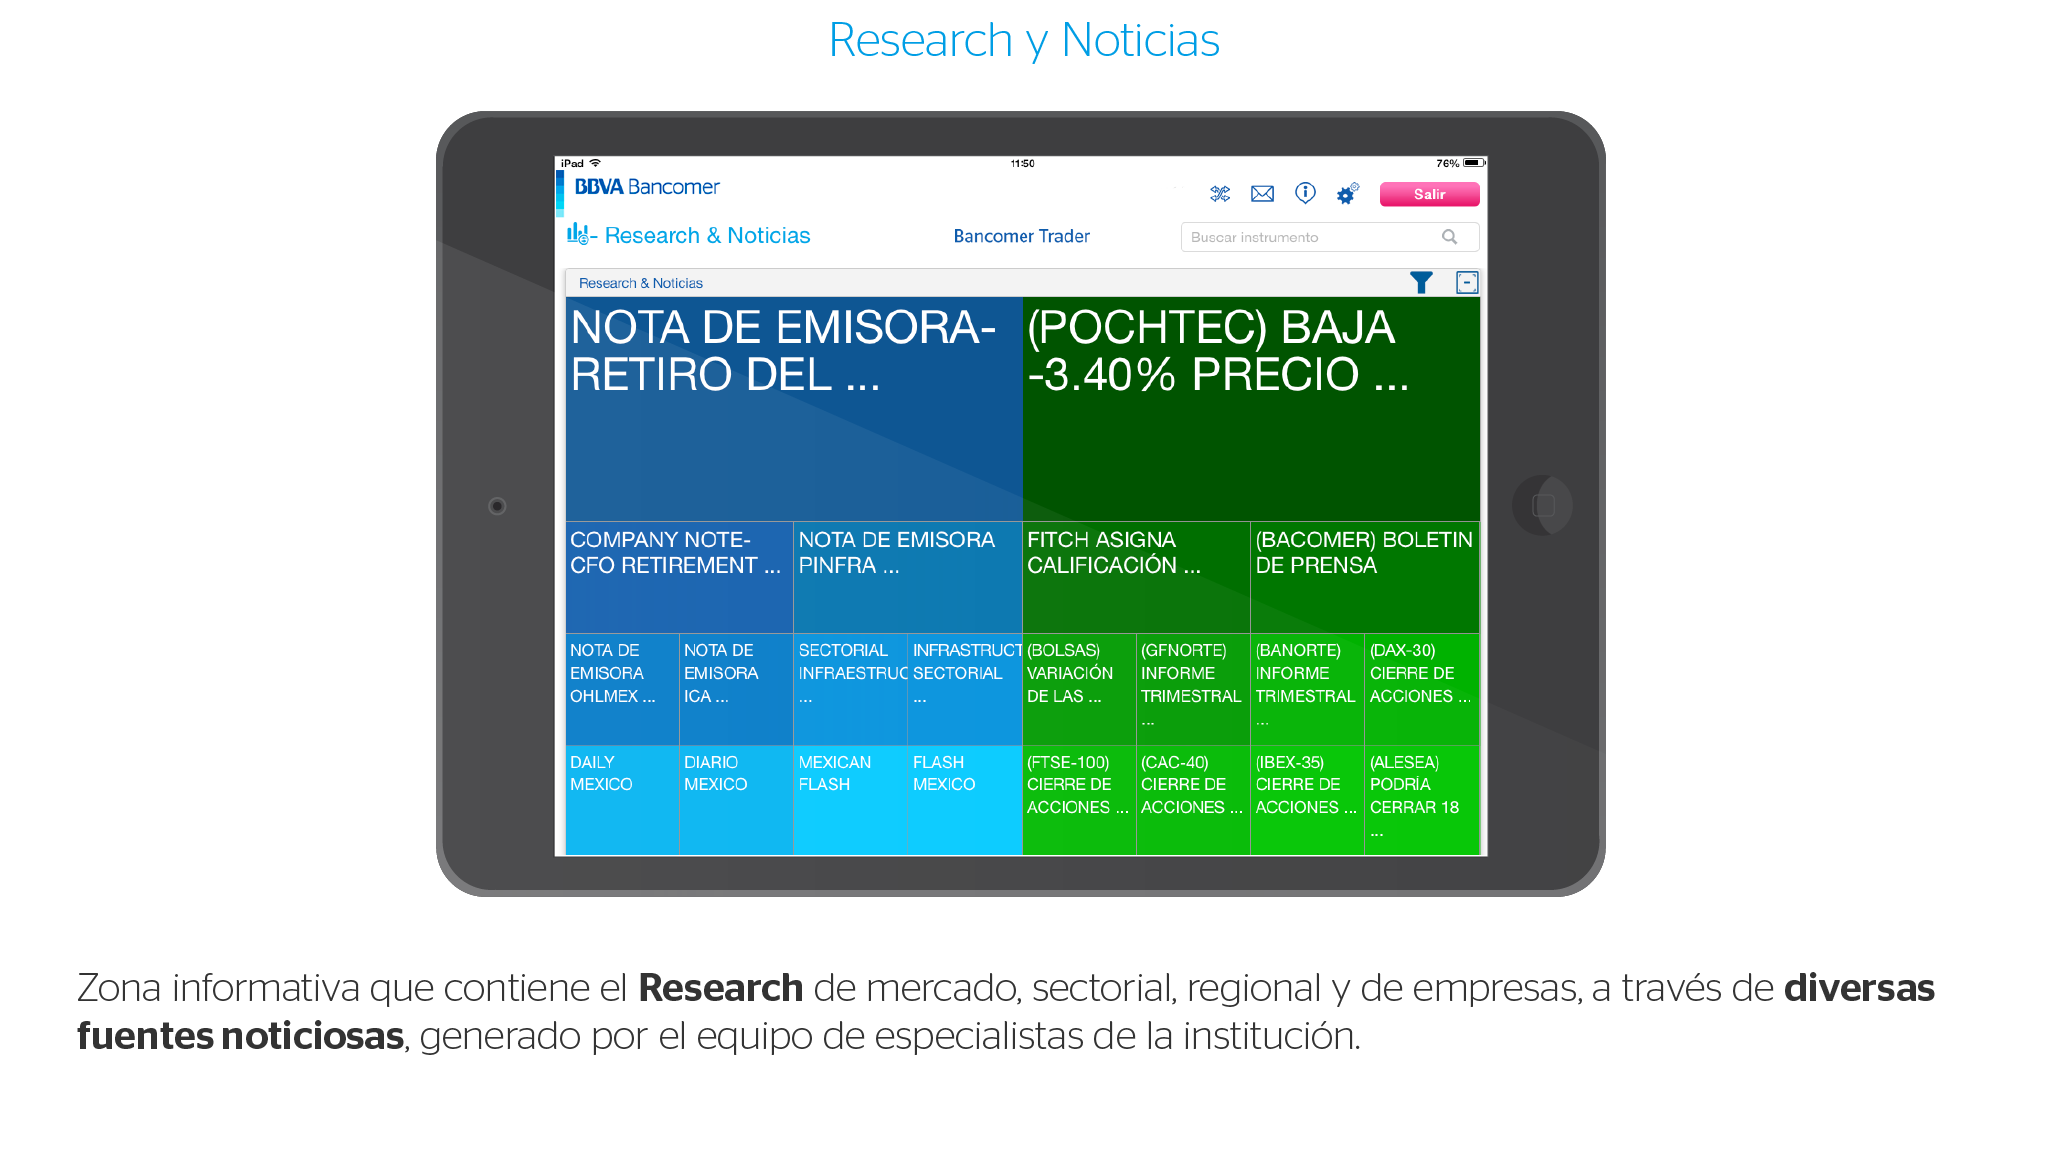 Research y Noticias
iPad 11:50 76%
BBVA Bancomer
Salir
Research & Noticias
Bancomer Trader
Buscar instrumento
Research & Noticias
NOTA DE EMISORA-
RETIRO DEL ...
(POCHTEC) BAJA
-3.40% PRECIO ...
COMPANY NOTE-
CFO RETIREMENT ...
NOTA DE EMISORA
PINFRA ...
FITCH ASIGNA
CALIFICACIÓN ...
(BACOMER) BOLETIN
DE PRENSA
NOTA DE
EMISORA
OHLMEX ...
NOTA DE
EMISORA
ICA ...
SECTORIAL
INFRAESTRUC
...
INFRASTRUCT
SECTORIAL
...
(BOLSAS)
VARIACIÓN
DE LAS ...
(GFNORTE)
INFORME
TRIMESTRAL
...
(BANORTE)
INFORME
TRIMESTRAL
...
(DAX-30)
CIERRE DE
ACCIONES ...
DAILY
MEXICO
DIARIO
MEXICO
MEXICAN
FLASH
FLASH
MEXICO
(FTSE-100)
CIERRE DE
ACCIONES ...
(CAC-40)
CIERRE DE
ACCIONES ...
(IBEX-35)
CIERRE DE
ACCIONES ...
(ALESEA)
PODRÍA
CERRAR 18
...
Zona informativa que contiene el Research de mercado, sectorial, regional y de empresas, a través de diversas
fuentes noticiosas, generado por el equipo de especialistas de la institución.